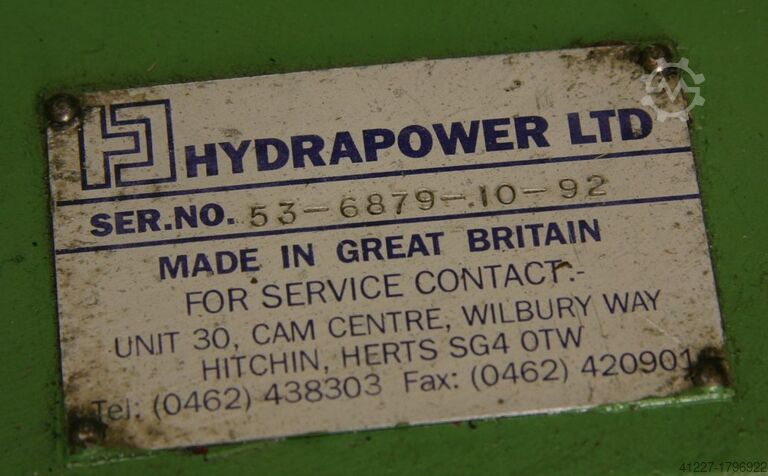 HYDRAPOWER LTD
SER.NO. 53-6879-10-92
MADE IN GREAT BRITAIN
FOR SERVICE CONTACT:-
UNIT 30, CAM CENTRE, WILBURY WAY
HITCHIN, HERTS SG4 0TW
Tel: (0462) 438303 Fax: (0462) 420901
41227-1796922